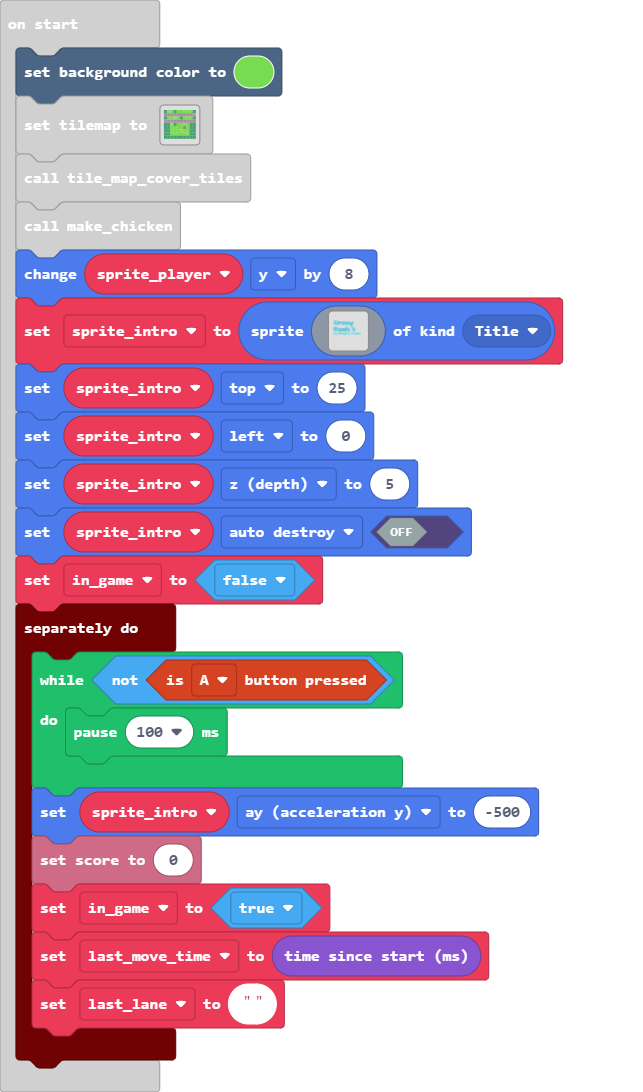 on start
set background color to
set tilemap to
call tile_map_cover_tiles
call make_chicken
change sprite_player y by 8
set sprite_intro to sprite of kind Title
set sprite_intro top to 25
set sprite_intro left to 0
set sprite_intro z (depth) to 5
set sprite_intro auto destroy OFF
set in_game to false
separately do
while not is A button pressed
do pause 100 ms
set sprite_intro ay (acceleration y) to -500
set score to 0
set in_game to true
set last_move_time to time since start (ms)
set last_lane to " "